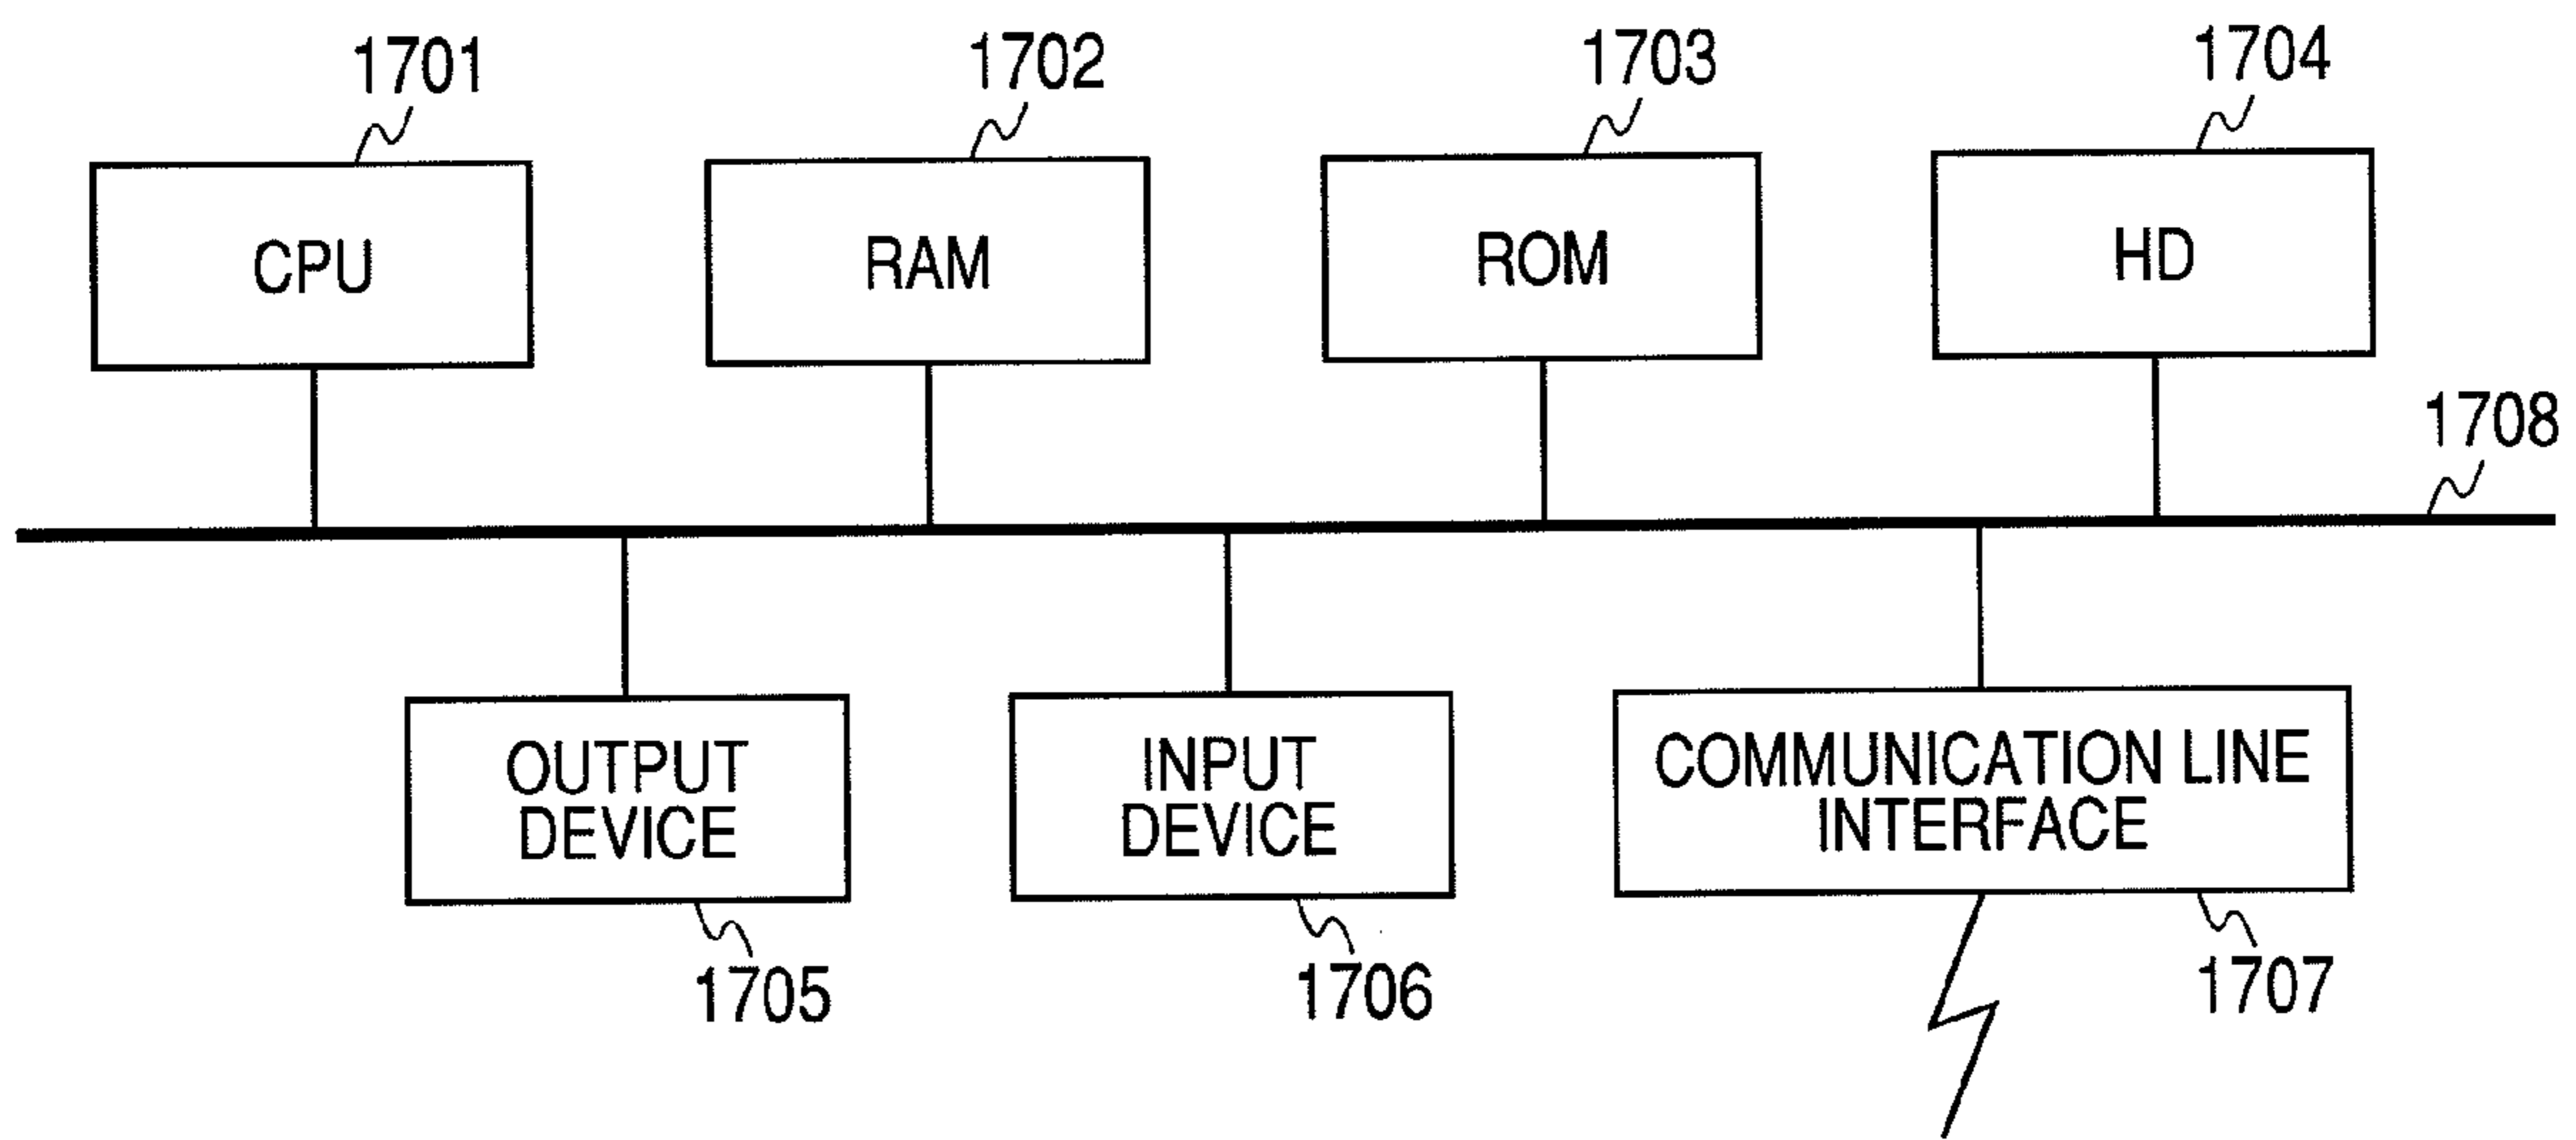 1701
1702
1703
1704
CPU
RAM
ROM
HD
1708
OUTPUT
DEVICE
INPUT
DEVICE
COMMUNICATION LINE
INTERFACE
1705
1706
1707